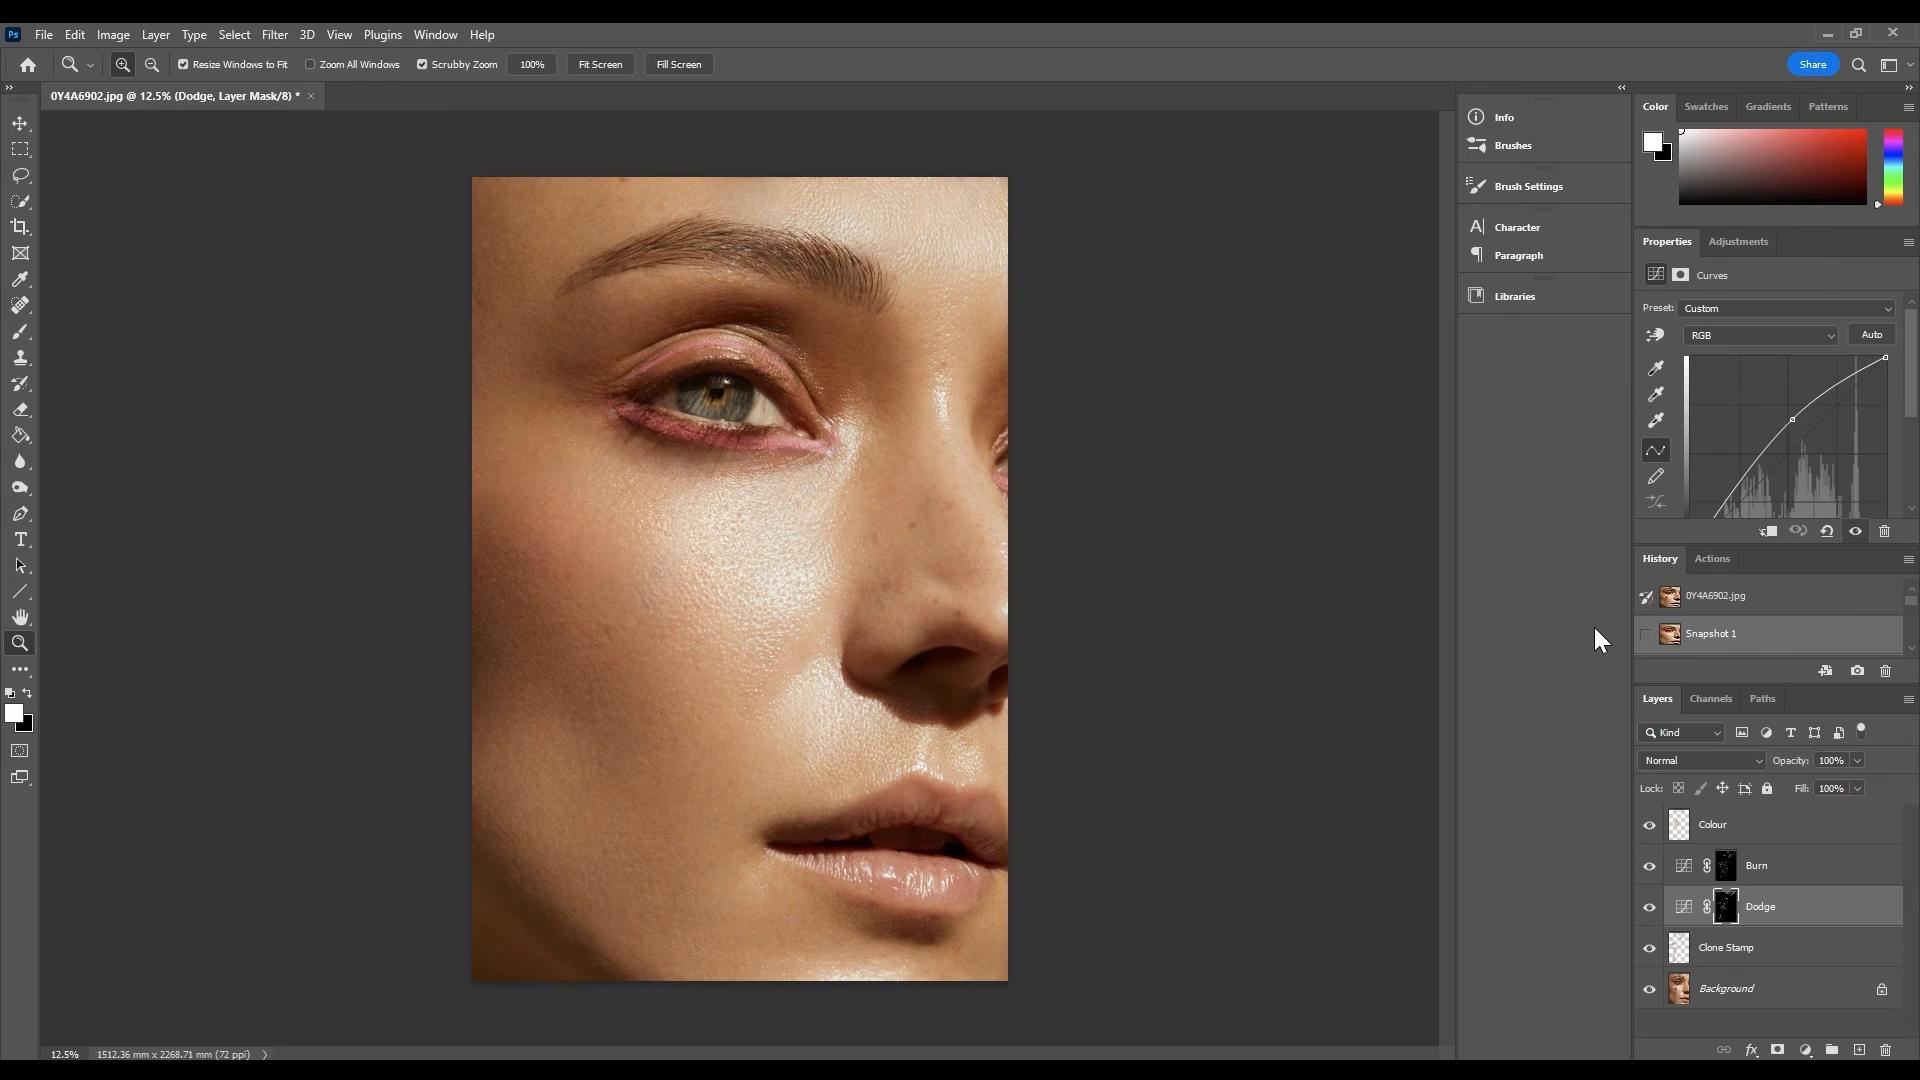 Ps File Edit Image Layer Type Select Filter 3D View Plugins Window Help
Resize Windows to Fit Zoom All Windows Scrubby Zoom 100% Fit Screen Fill Screen Share
0Y4A6902.jpg @ 12.5% (Dodge, Layer Mask/8) *
Info
Brushes
Brush Settings
Character
Paragraph
Libraries
Color Swatches Gradients Patterns
Properties Adjustments
Curves
Preset: Custom
RGB Auto
History Actions
0Y4A6902.jpg
Snapshot 1
Layers Channels Paths
Kind
Normal Opacity: 100%
Lock: Fill: 100%
Colour
Burn
Dodge
Clone Stamp
Background
12.5% 1512.36 mm x 2268.71 mm (72 ppi)